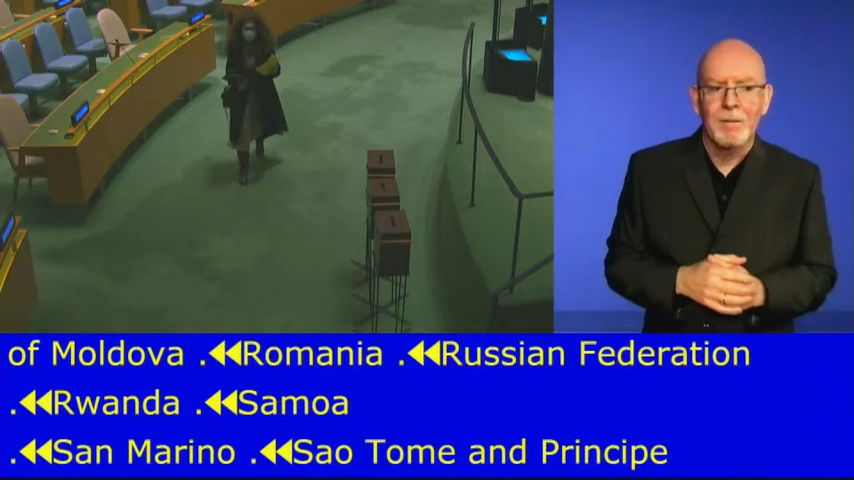 of Moldova .⏪Romania .⏪Russian Federation
.⏪Rwanda .⏪Samoa
.⏪San Marino .⏪Sao Tome and Principe